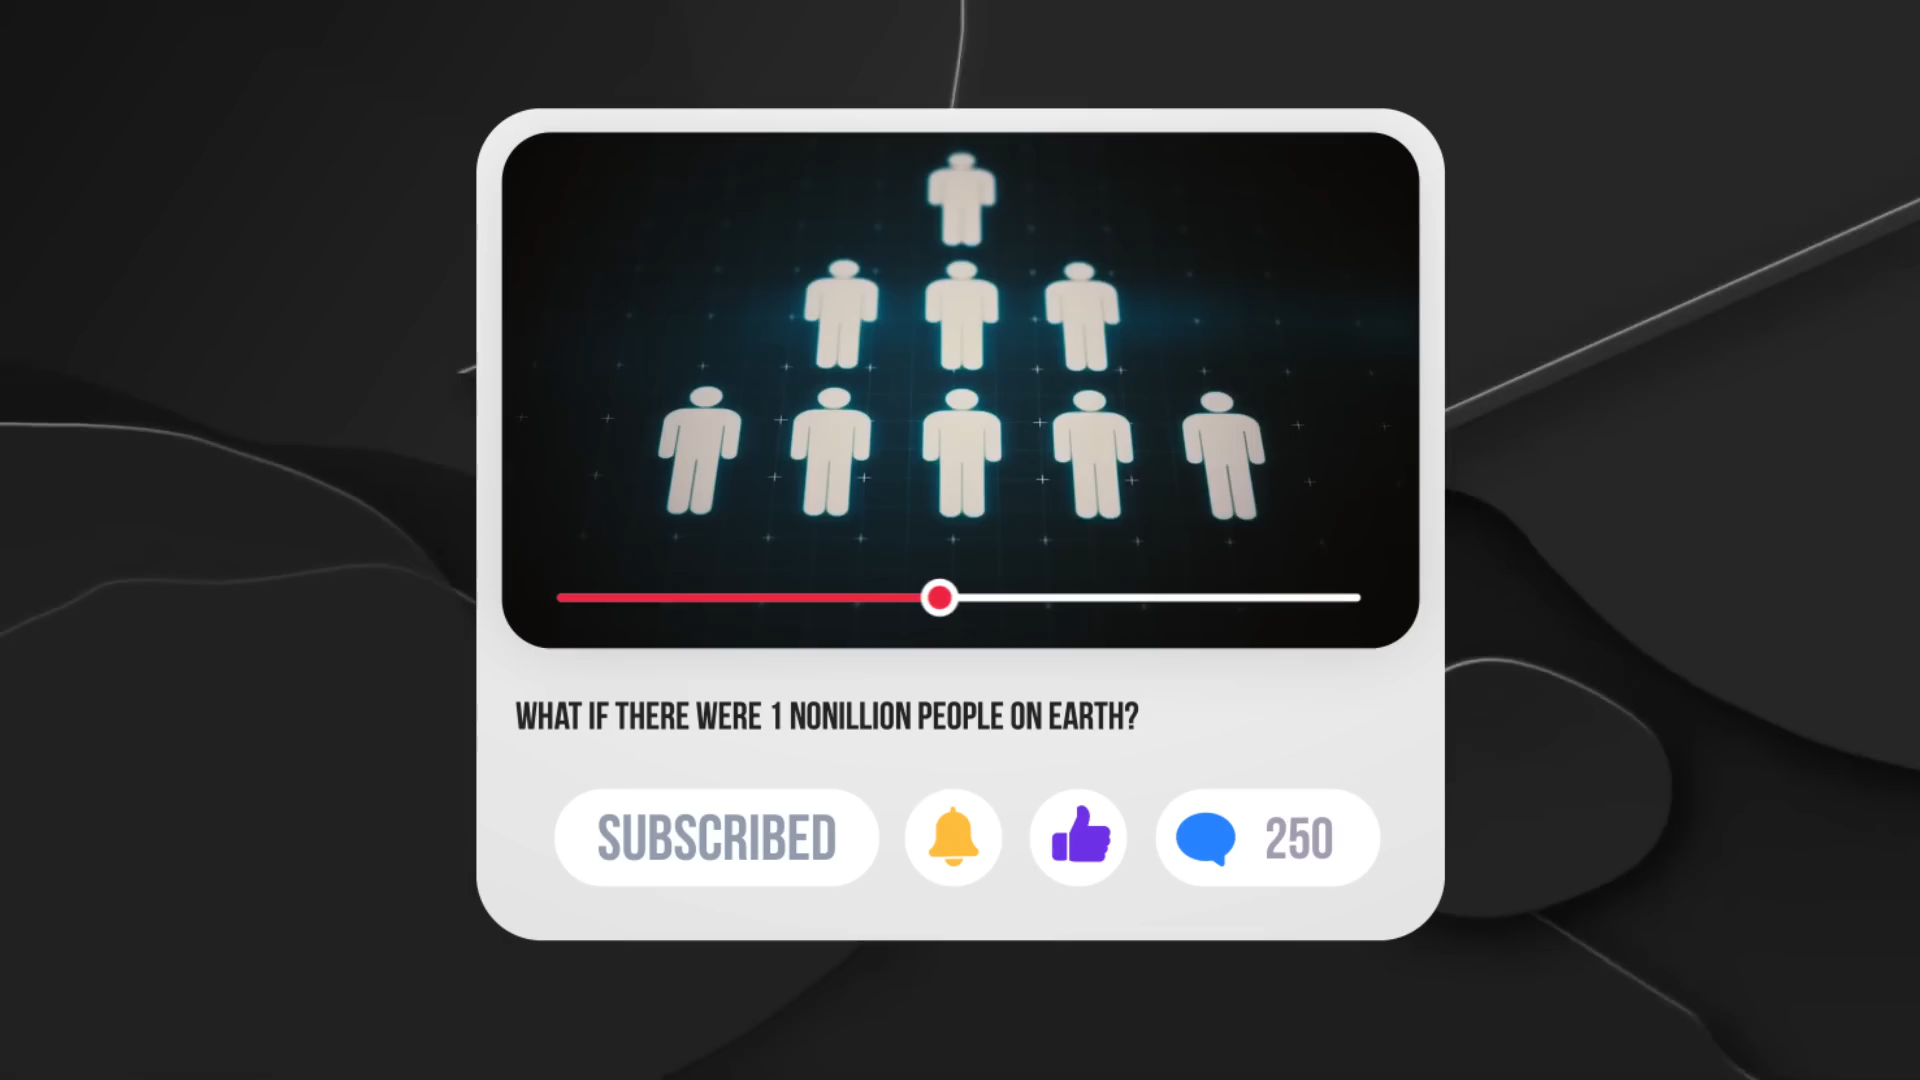 WHAT IF THERE WERE 1 NONILLION PEOPLE ON EARTH?
SUBSCRIBED 250